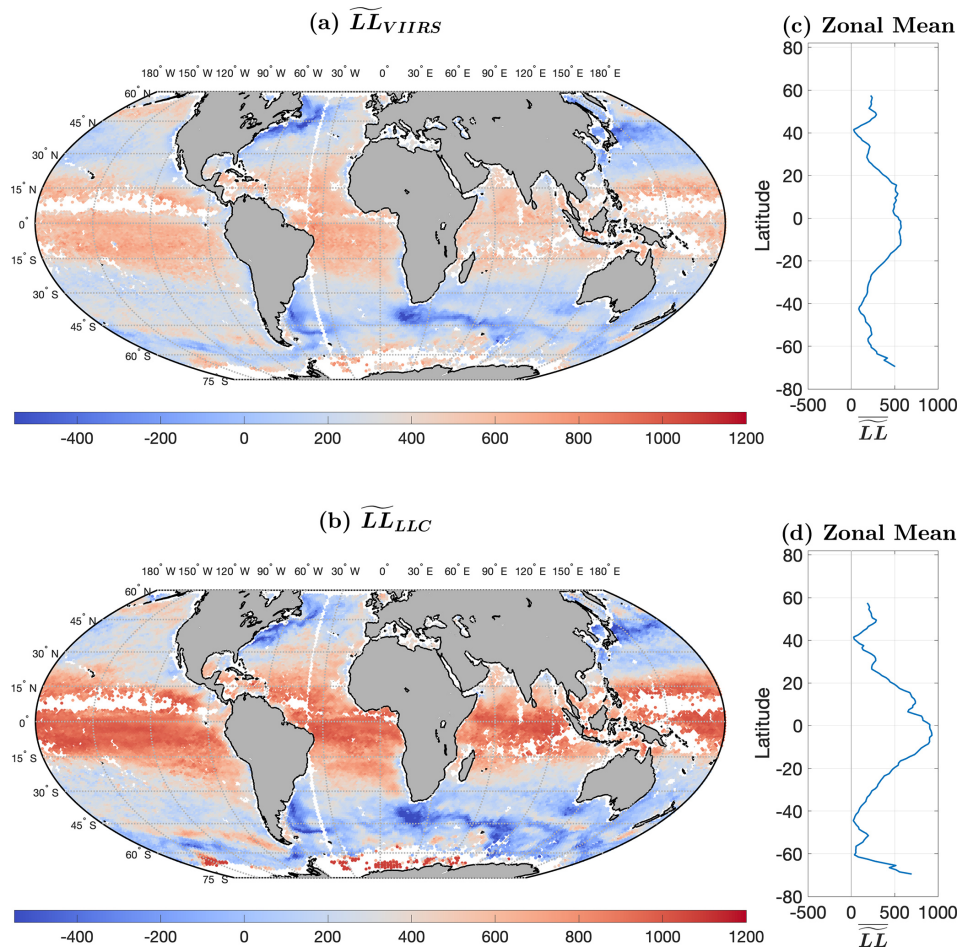 (a) L͠L VIIRS
180° W 150° W 120° W 90° W 60° W 30° W 0° E 30° E 60° E 90° E 120° E 150° E 180° E
60° N
45° N
30° N
15° N
0°
15° S
30° S
45° S
60° S
75° S
-400 -200 0 200 400 600 800 1000 1200
(c) Zonal Mean
80
60
40
20
0
-20
-40
-60
-80
Latitude
-500 0 500 1000
L͠L
(b) L͠L LLC
180° W 150° W 120° W 90° W 60° W 30° W 0° E 30° E 60° E 90° E 120° E 150° E 180° E
60° N
45° N
30° N
15° N
0°
15° S
30° S
45° S
60° S
75° S
-400 -200 0 200 400 600 800 1000 1200
(d) Zonal Mean
80
60
40
20
0
-20
-40
-60
-80
Latitude
-500 0 500 1000
L͠L